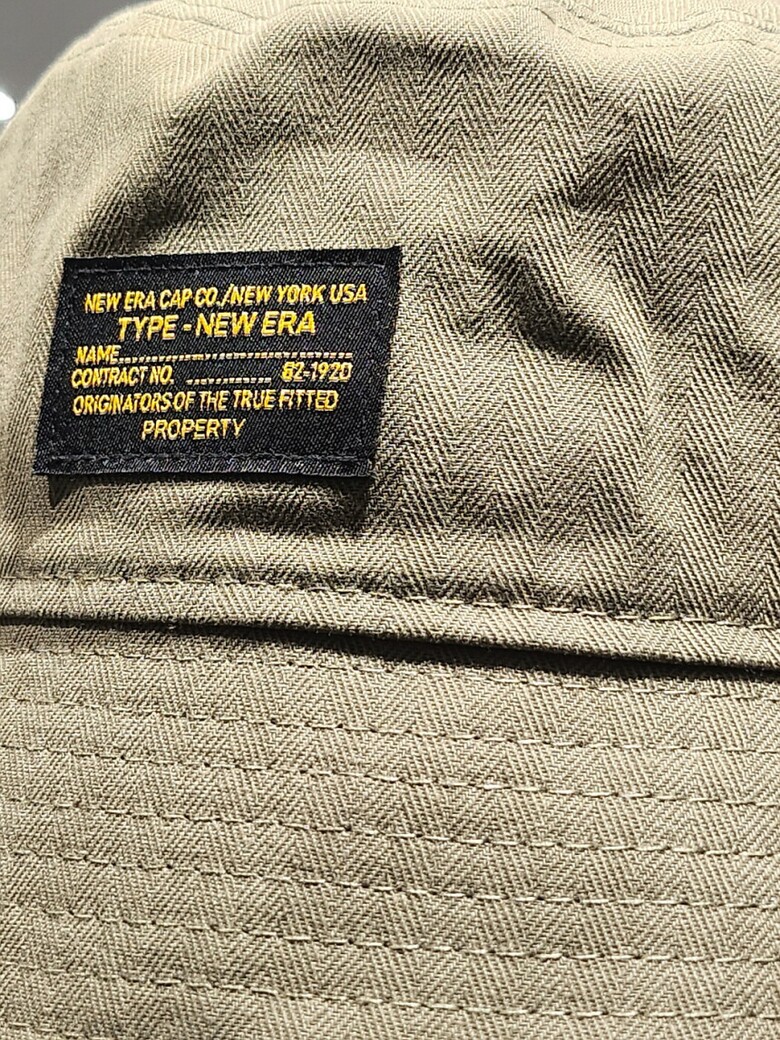 NEW ERA CAP CO./NEW YORK USA
TYPE - NEW ERA
NAME..............................
CONTRACT NO. ............ 82-1920
ORIGINATORS OF THE TRUE FITTED
PROPERTY